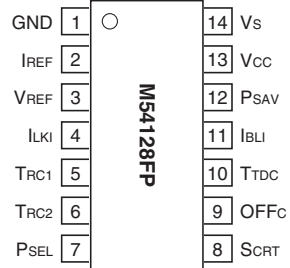 GND 1 14 Vs
IREF 2 13 VCC
VREF 3 12 PSAV
ILKI 4 11 IBLI
TRC1 5 10 TTDC
TRC2 6 9 OFFC
PSEL 7 8 SCRT
M54128FP